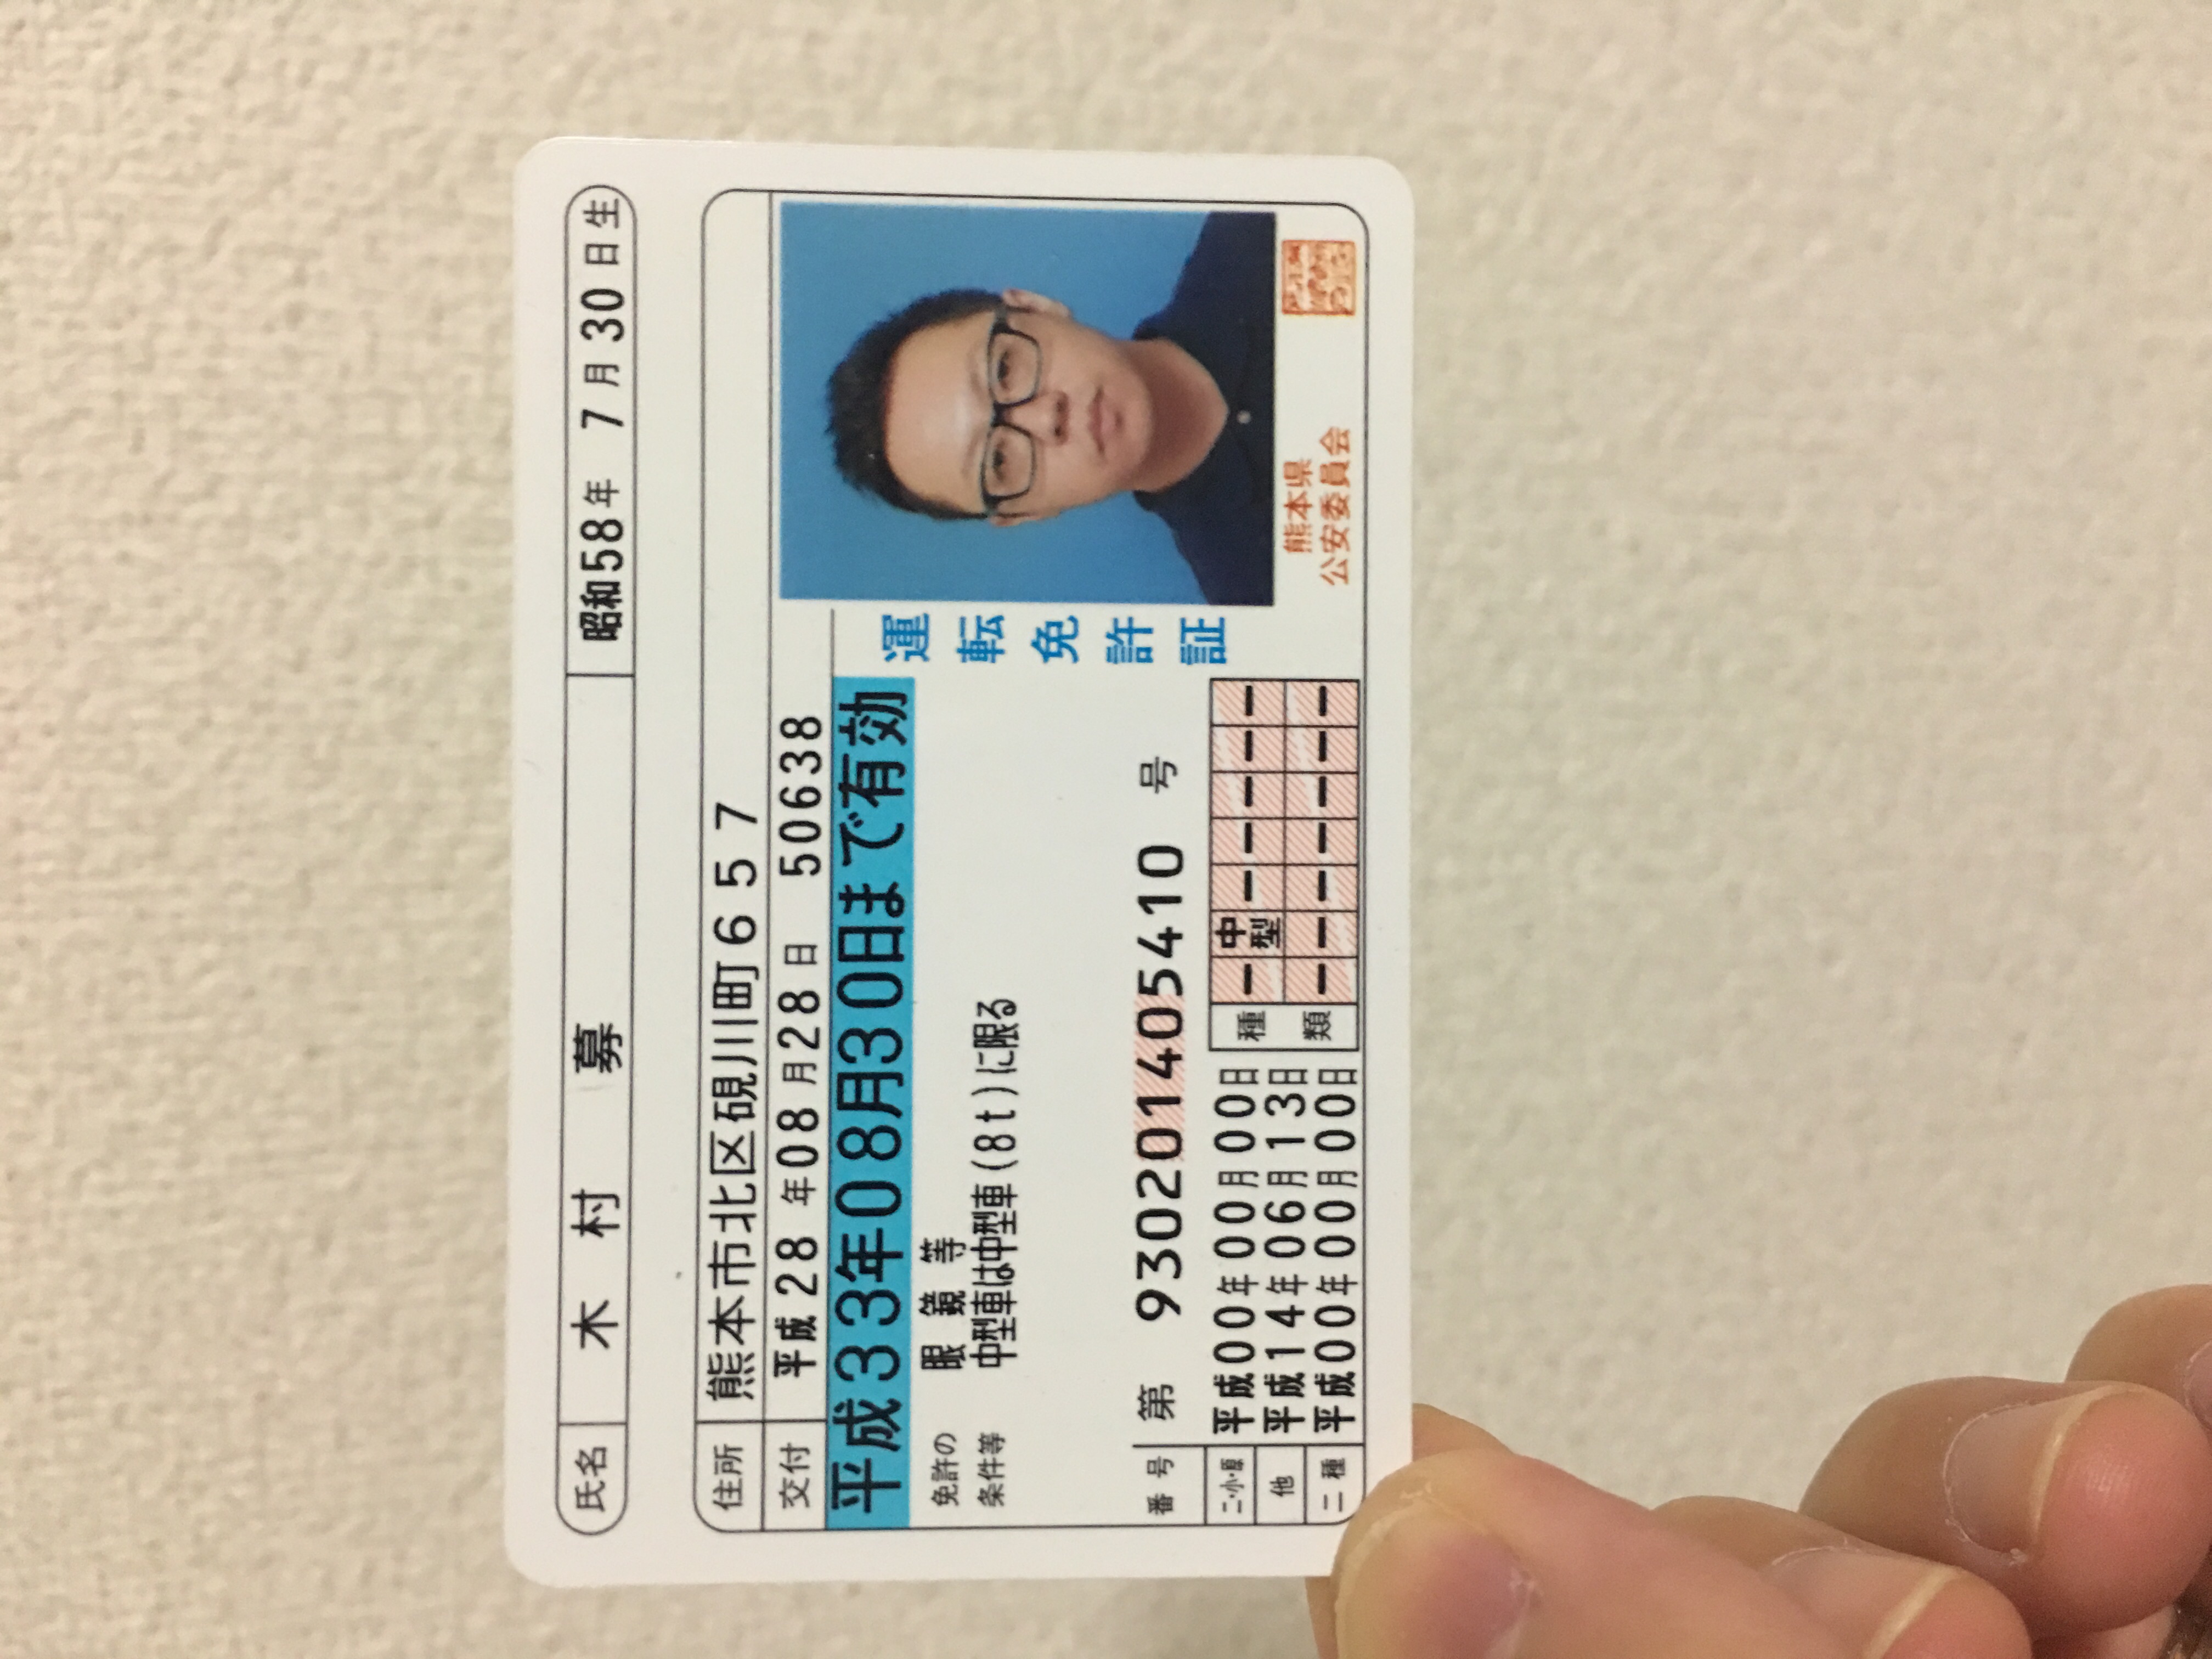 氏名 木村 募 昭和58年 7月30日生
住所 熊本市北区硯川町657
交付 平成28年08月28日 50638
平成33年08月30日まで有効
免許の 眼鏡等
条件等 中型車は中型車(8t)に限る
運転免許証
番号 第 930201405410 号
二・小・原 平成00年00月00日
他 平成14年06月13日
二種 平成00年00月00日
種類 ー 中型 ー ー ー ー ー
ー ー ー ー ー ー ー
熊本県
公安委員会